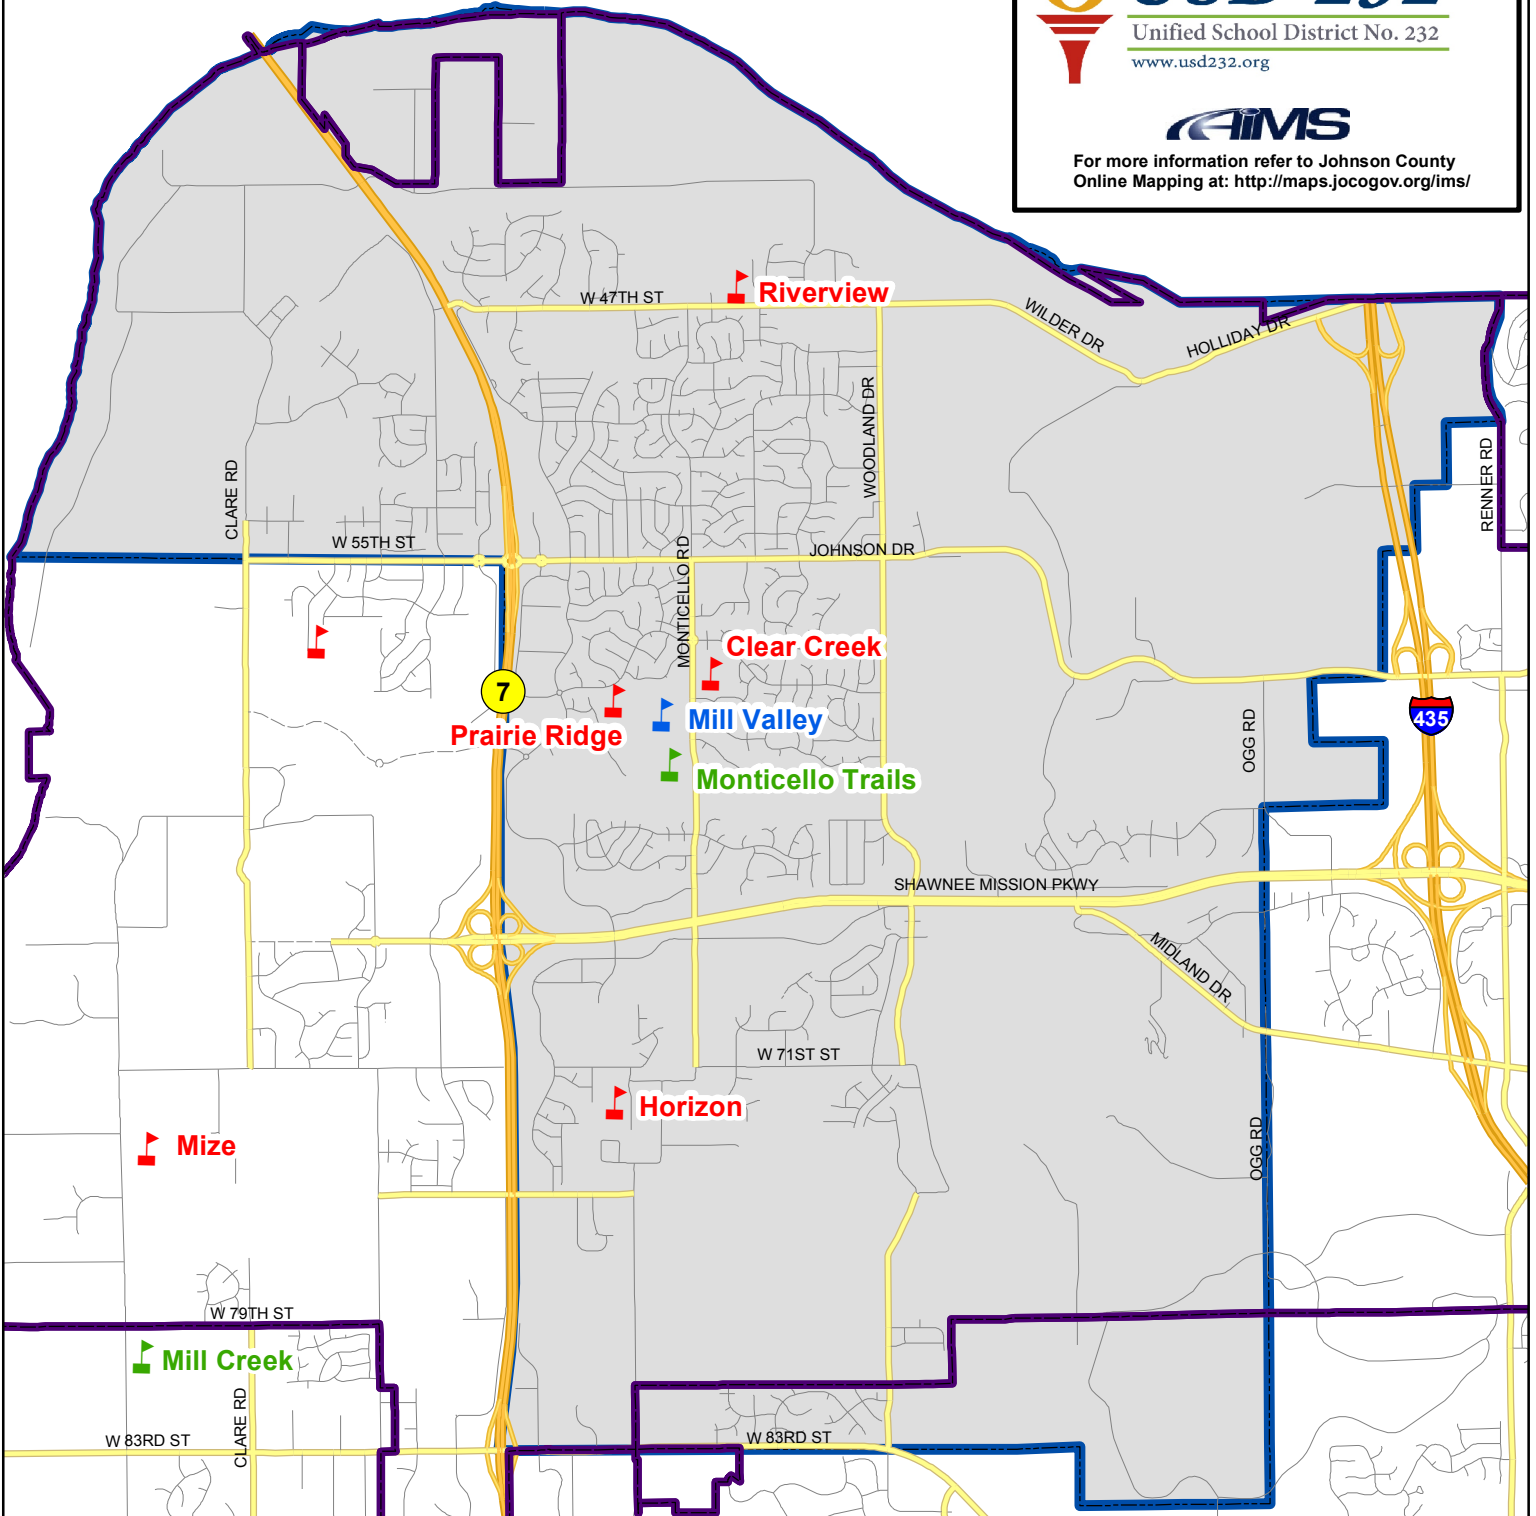 Unified School District No. 232
www.usd232.org
AIMS
For more information refer to Johnson County
Online Mapping at: http://maps.jocogov.org/ims/
W 47TH ST
Riverview
WILDER DR
HOLLIDAY DR
WOODLAND DR
CLARE RD
RENNER RD
W 55TH ST
JOHNSON DR
MONTICELLO RD
Clear Creek
7
Mill Valley
Prairie Ridge
435
OGG RD
Monticello Trails
SHAWNEE MISSION PKWY
MIDLAND DR
W 71ST ST
Horizon
Mize
OGG RD
W 79TH ST
Mill Creek
CLARE RD
W 83RD ST
W 83RD ST